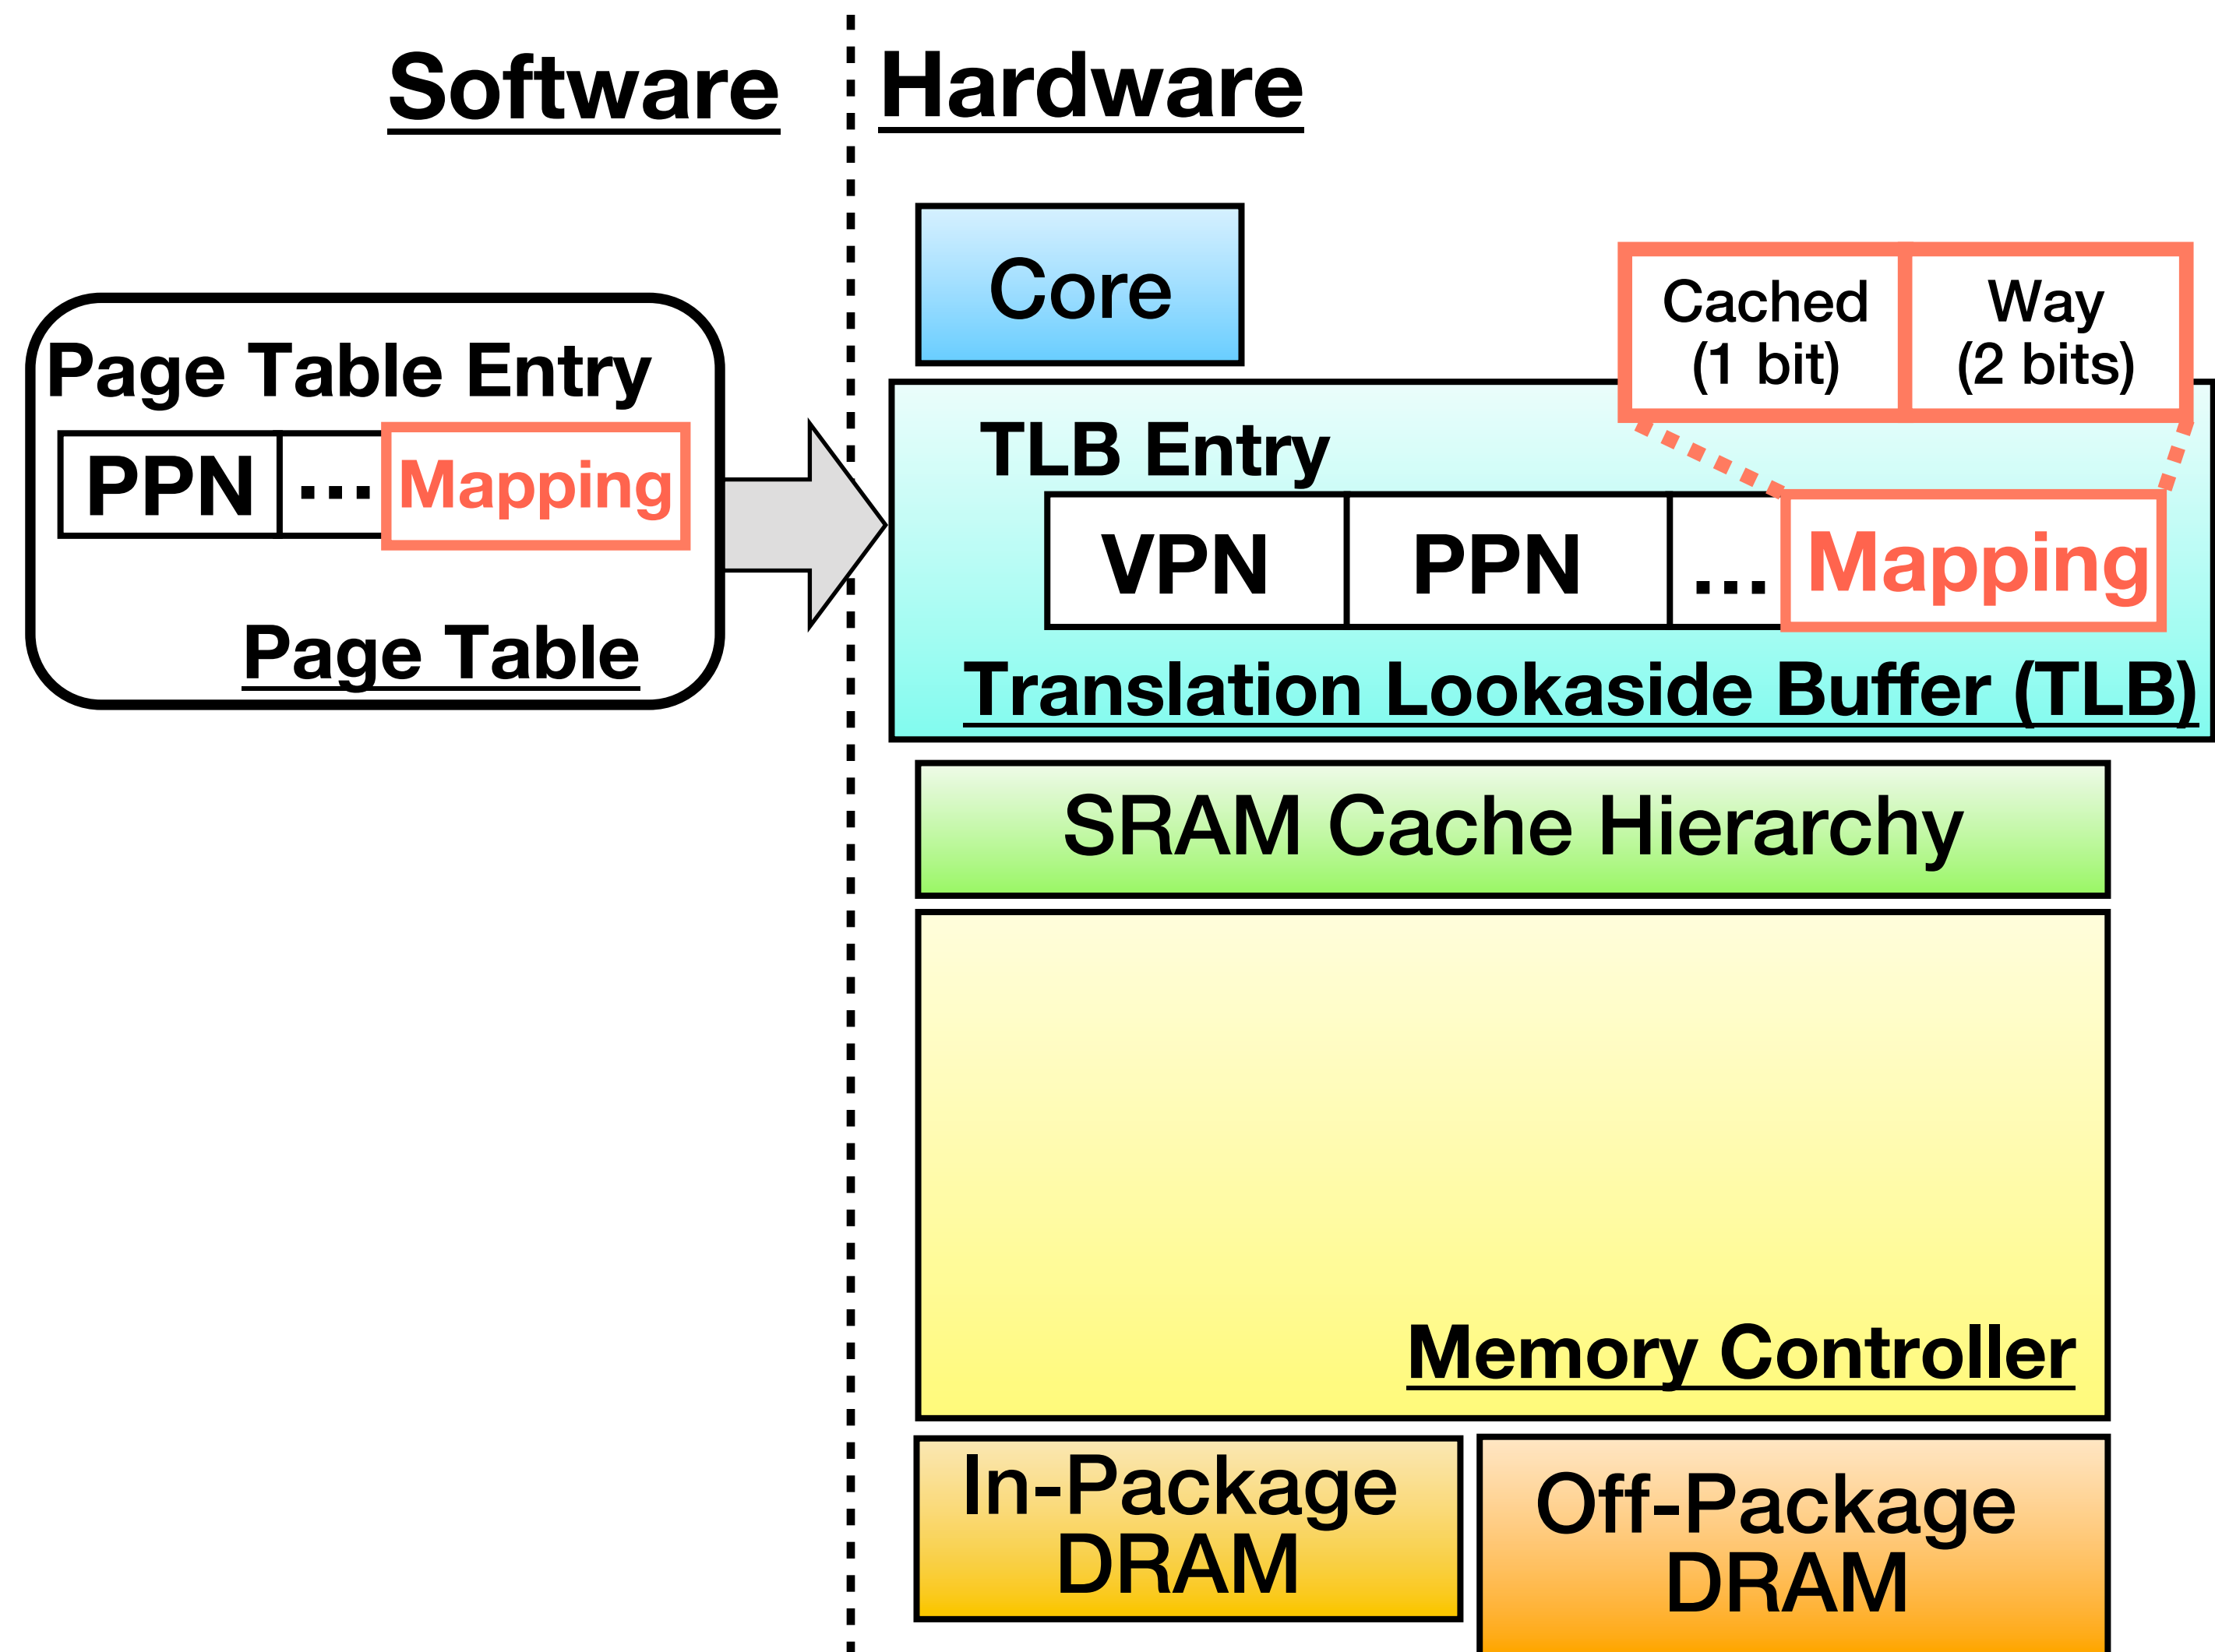 Software
Hardware
Core
Cached
(1 bit)
Way
(2 bits)
Page Table Entry
PPN
...
Mapping
Page Table
TLB Entry
VPN
PPN
...
Mapping
Translation Lookaside Buffer (TLB)
SRAM Cache Hierarchy
Memory Controller
In-Package
DRAM
Off-Package
DRAM